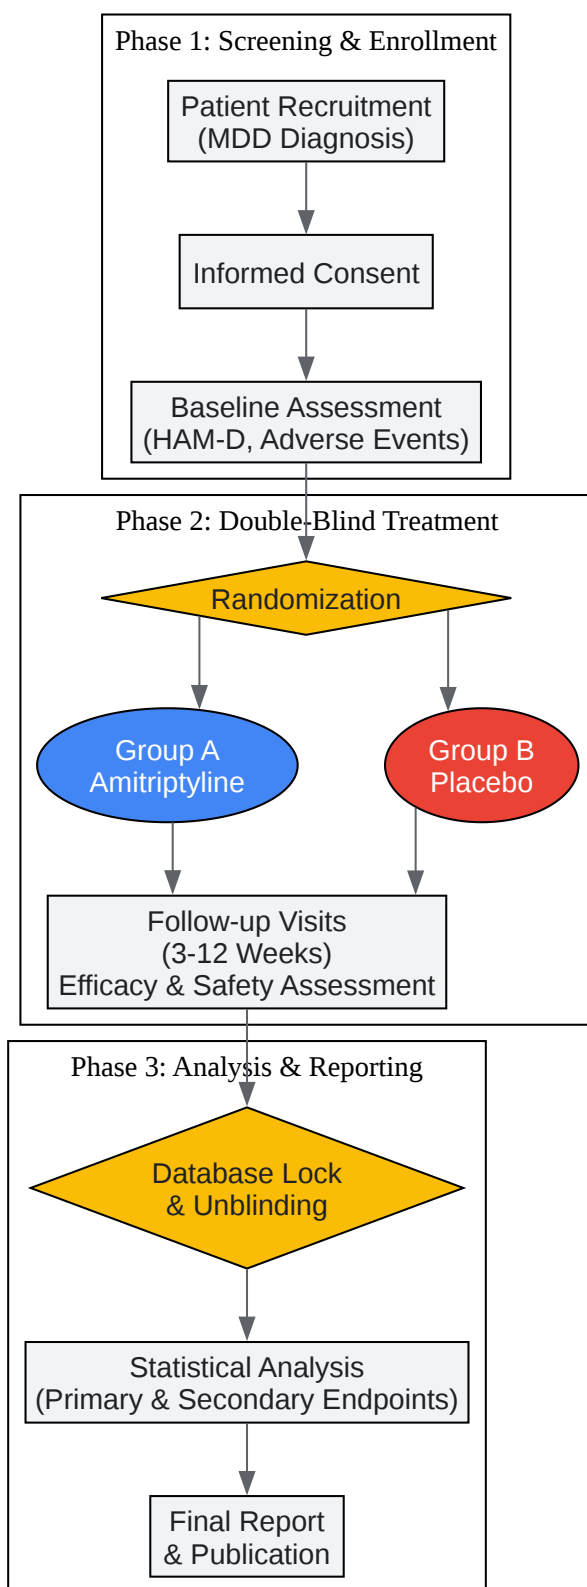 Phase 1: Screening & Enrollment
Patient Recruitment
(MDD Diagnosis)
Informed Consent
Baseline Assessment
(HAM-D, Adverse Events)
Phase 2: Double-Blind Treatment
Randomization
Group A
Amitriptyline
Group B
Placebo
Follow-up Visits
(3-12 Weeks)
Efficacy & Safety Assessment
Phase 3: Analysis & Reporting
Database Lock
& Unblinding
Statistical Analysis
(Primary & Secondary Endpoints)
Final Report
& Publication